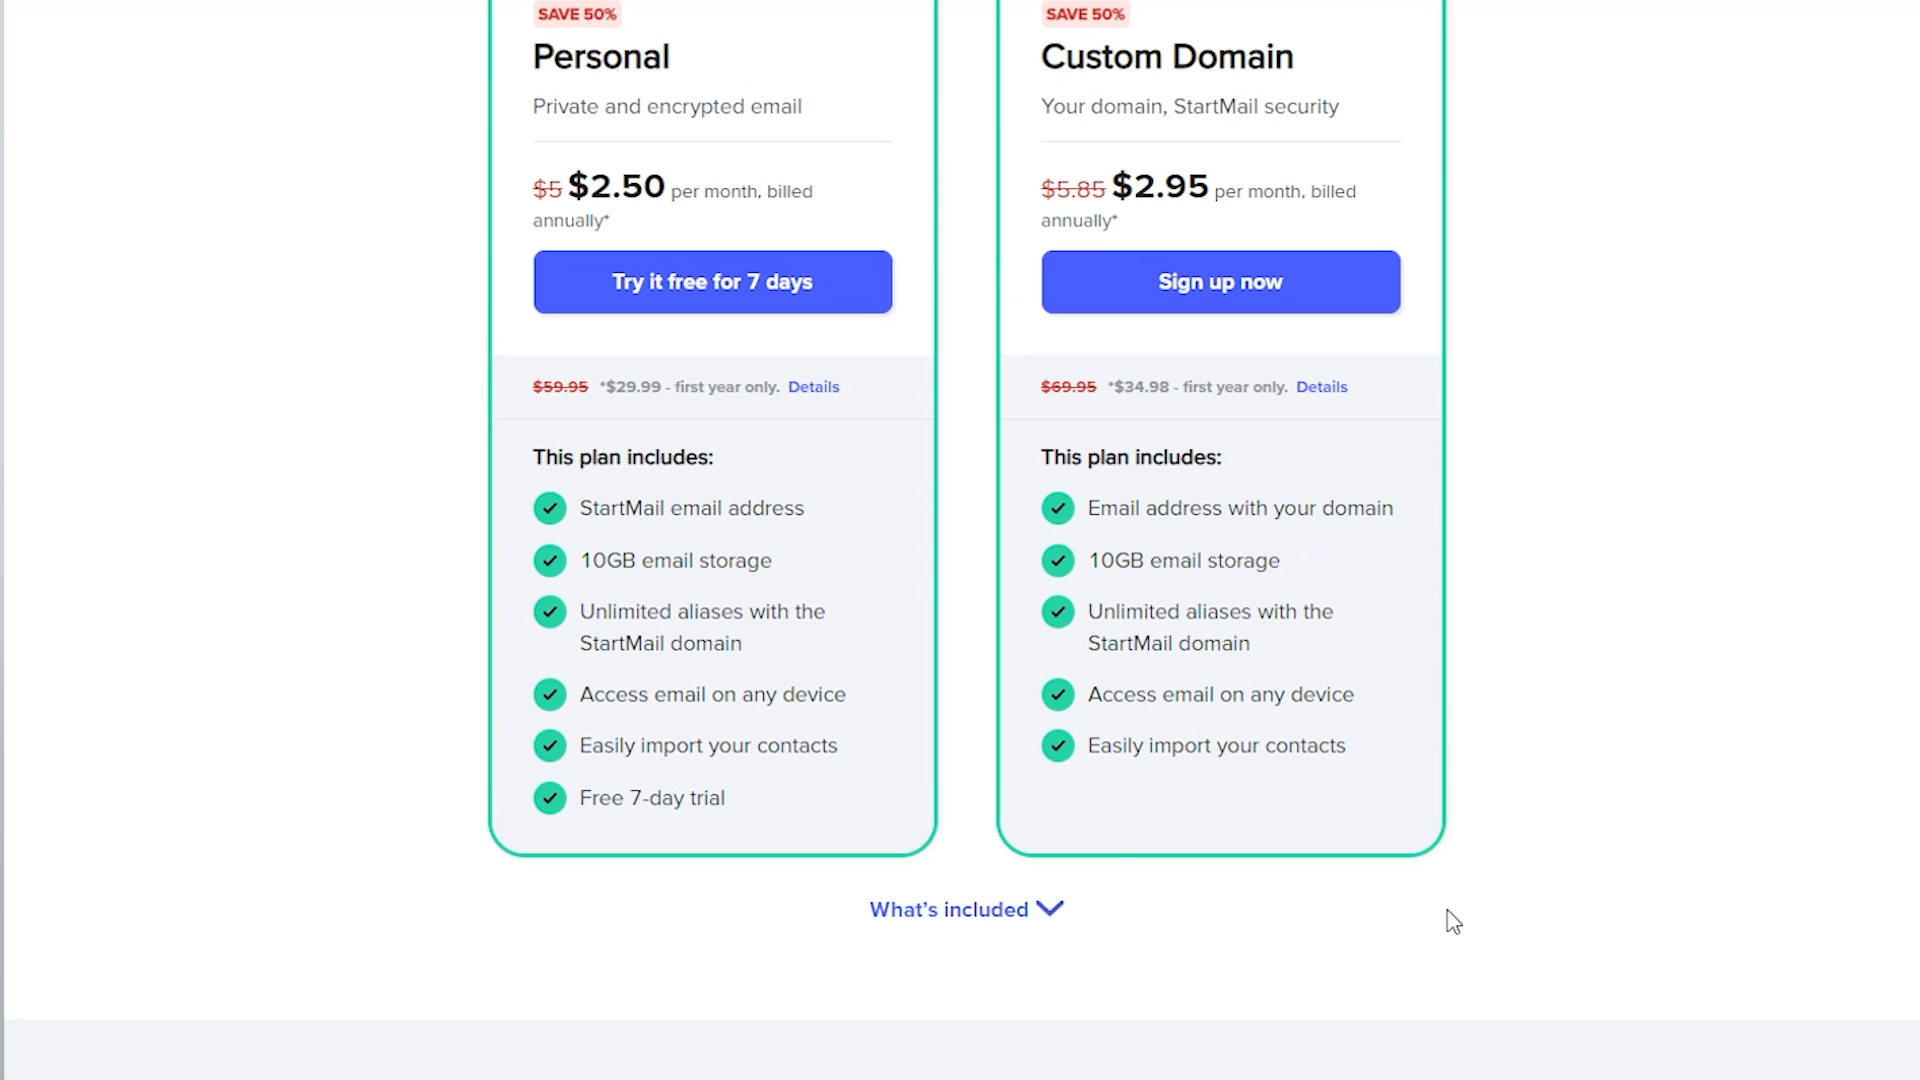 SAVE 50%
Personal
Private and encrypted email
$5 $2.50 per month, billed
annually*
Try it free for 7 days
$59.95 *$29.99 - first year only. Details
This plan includes:
StartMail email address
10GB email storage
Unlimited aliases with the
StartMail domain
Access email on any device
Easily import your contacts
Free 7-day trial
SAVE 50%
Custom Domain
Your domain, StartMail security
$5.85 $2.95 per month, billed
annually*
Sign up now
$69.95 *$34.98 - first year only. Details
This plan includes:
Email address with your domain
10GB email storage
Unlimited aliases with the
StartMail domain
Access email on any device
Easily import your contacts
What's included